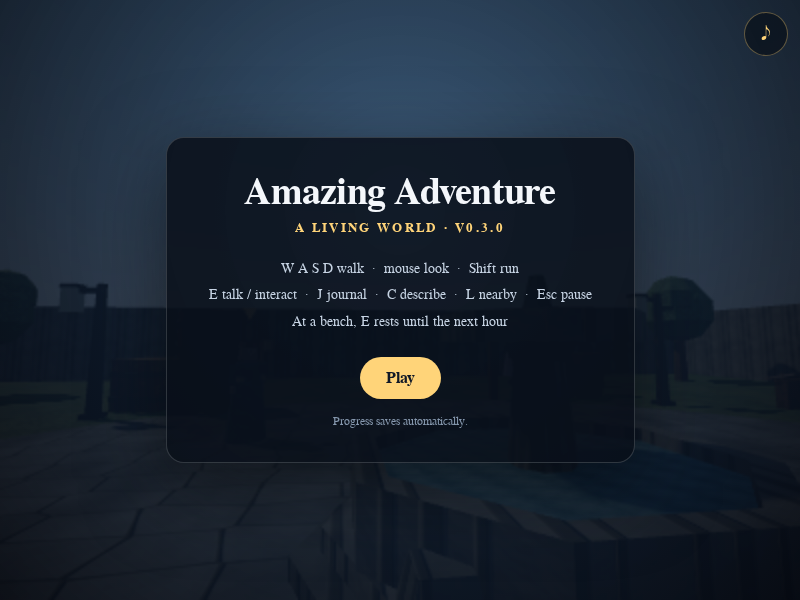 Amazing Adventure
A LIVING WORLD · V0.3.0
W A S D walk · mouse look · Shift run
E talk / interact · J journal · C describe · L nearby · Esc pause
At a bench, E rests until the next hour
Play
Progress saves automatically.